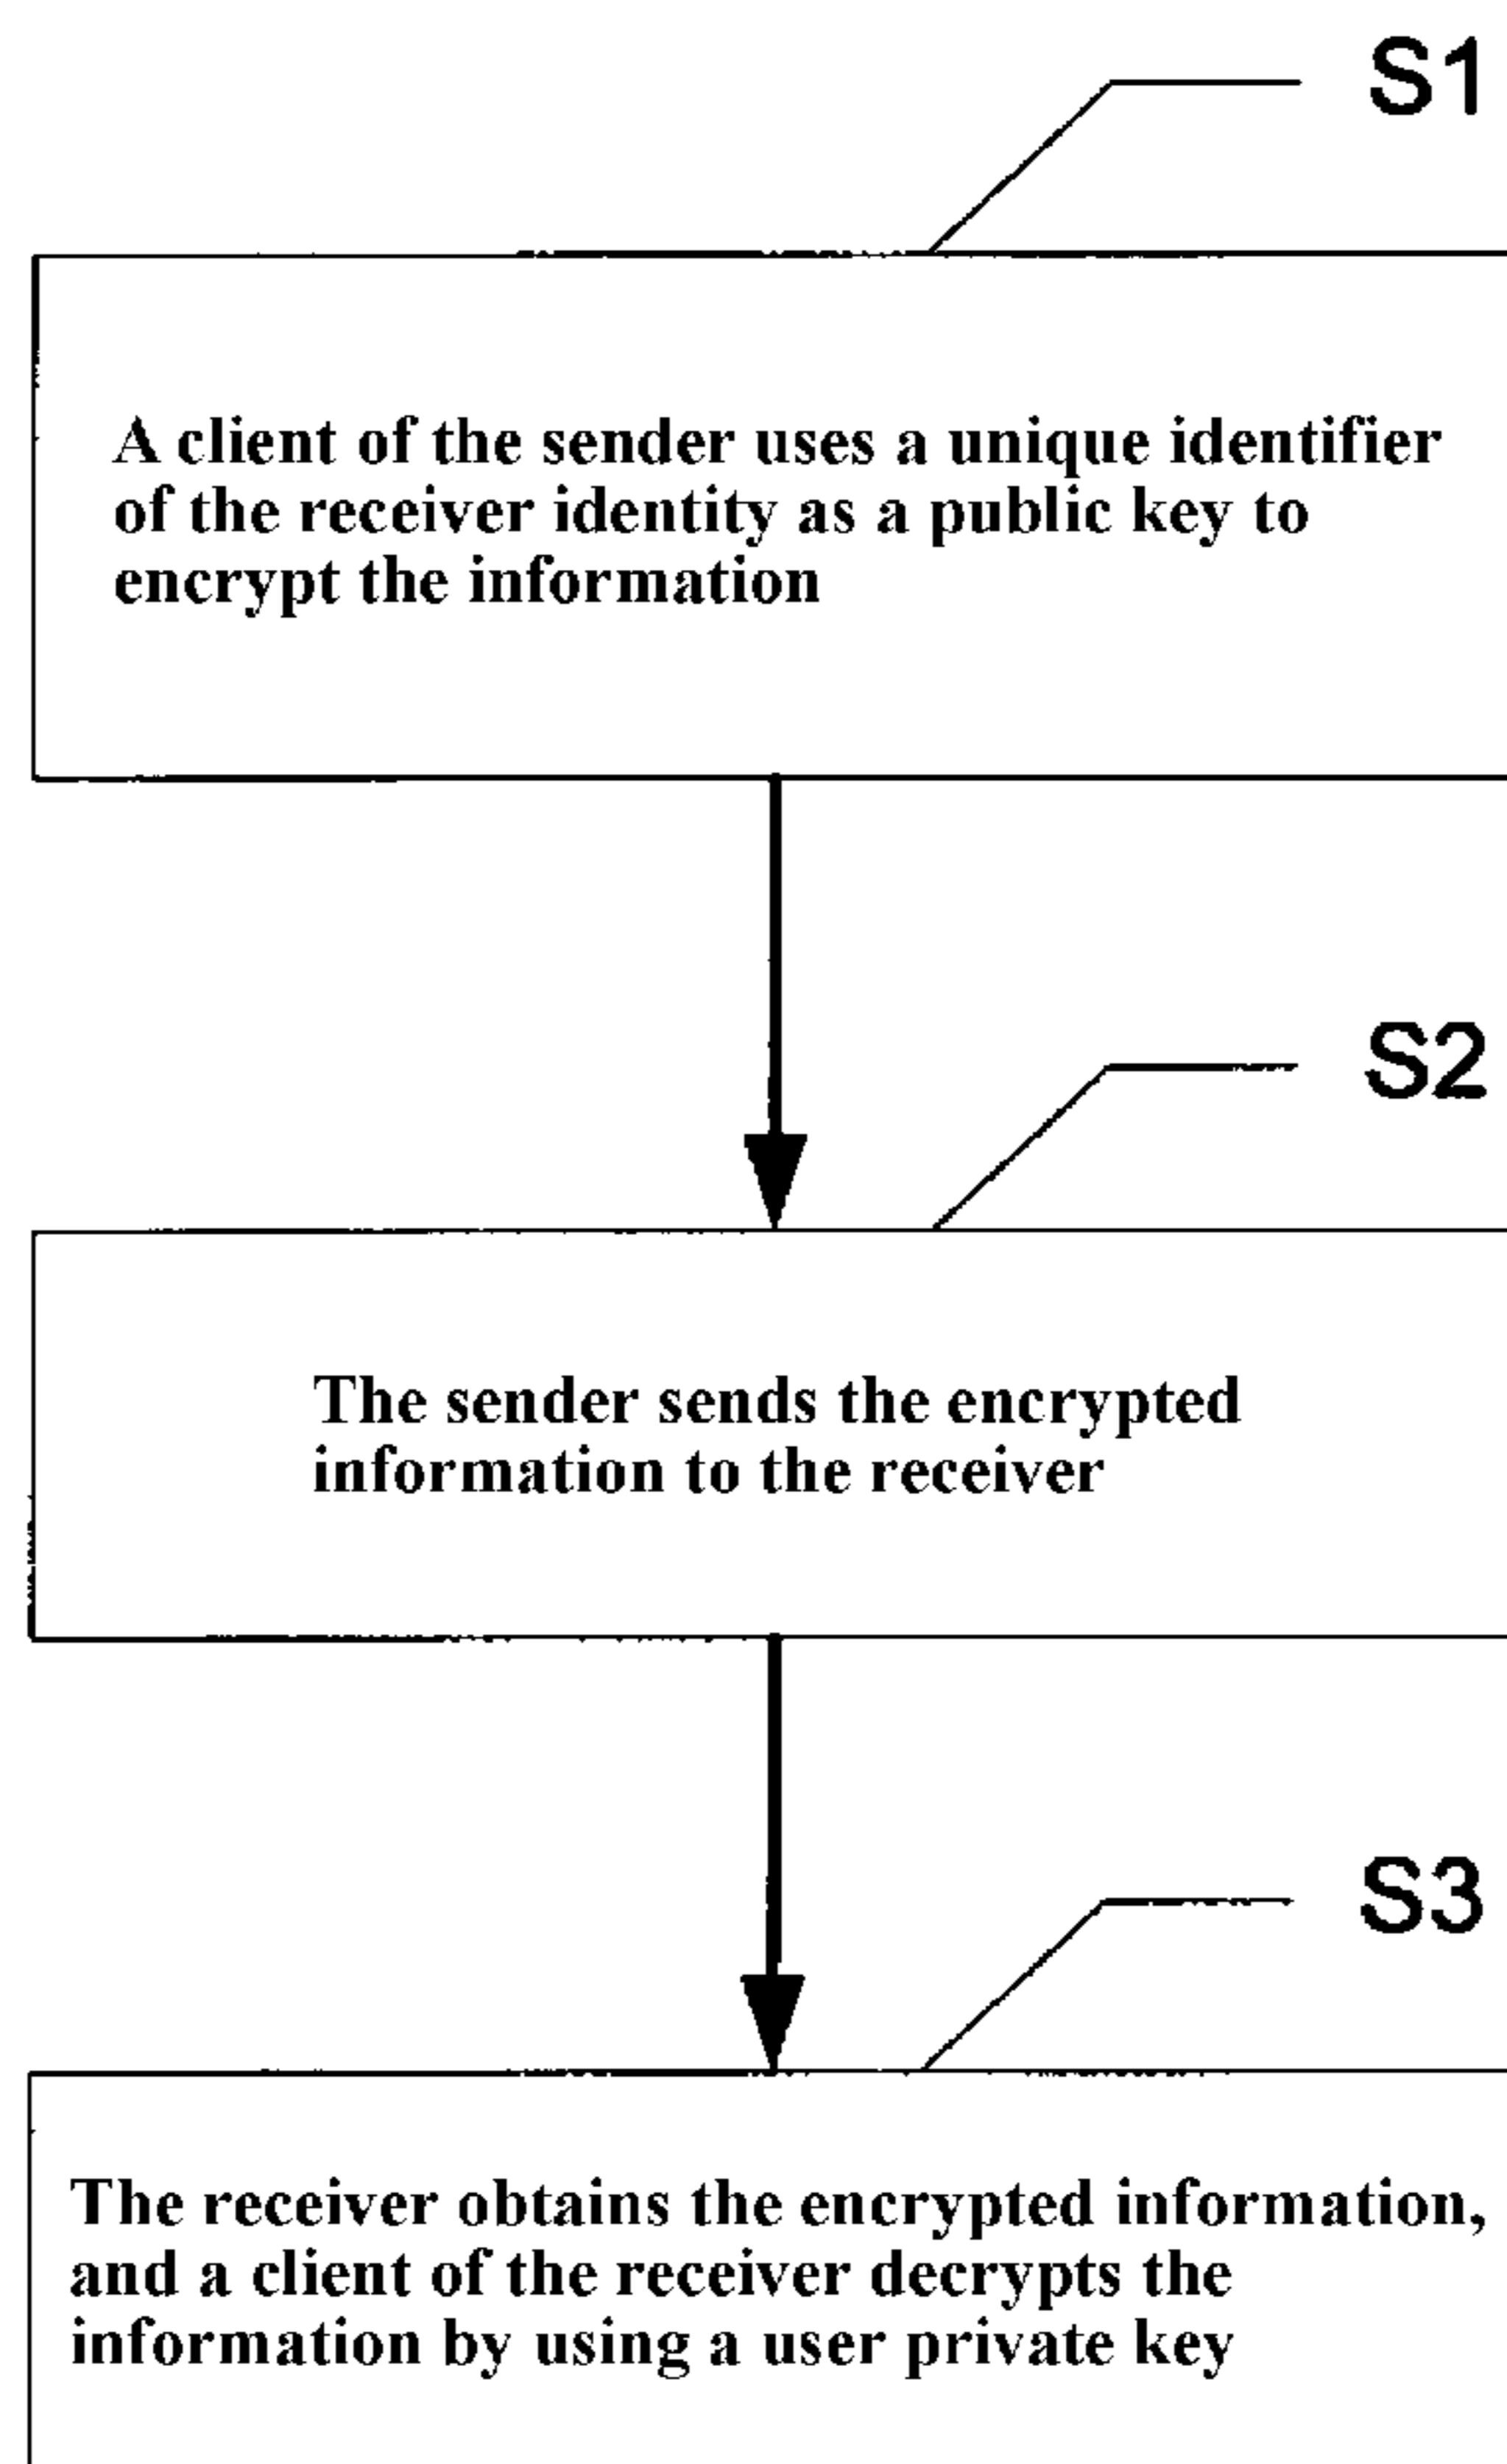 S1
A client of the sender uses a unique identifier
of the receiver identity as a public key to
encrypt the information
S2
The sender sends the encrypted
information to the receiver
S3
The receiver obtains the encrypted information,
and a client of the receiver decrypts the
information by using a user private key